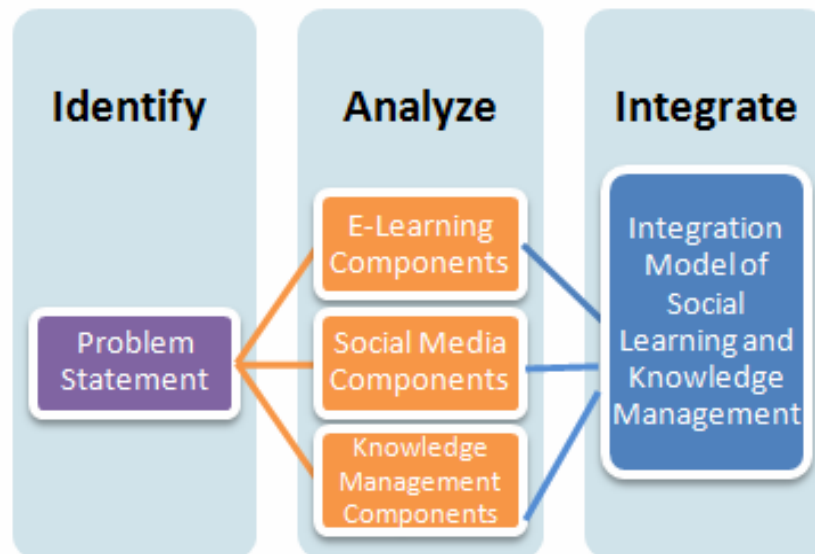 Identify
Analyze
Integrate
Problem
Statement
E-Learning
Components
Social Media
Components
Knowledge
Management
Components
Integration
Model of
Social
Learning and
Knowledge
Management